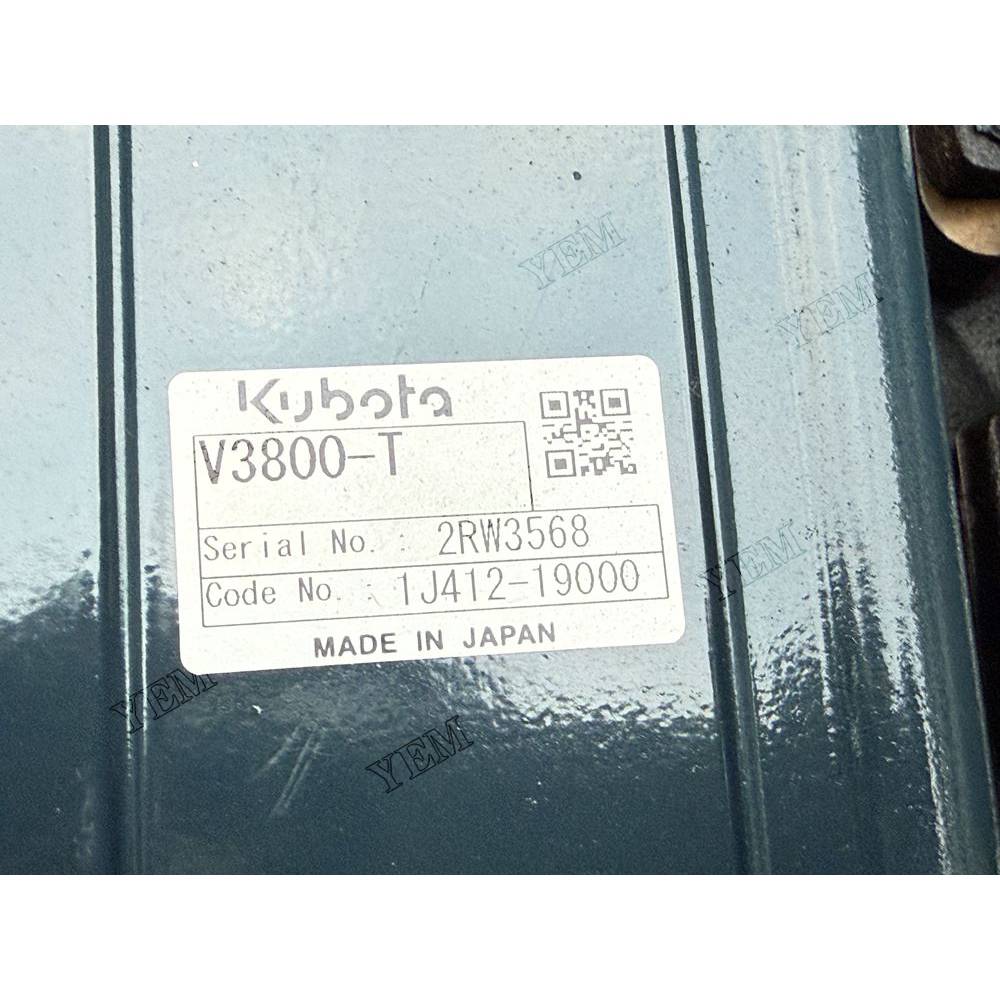 YEM
YEM
Kubota
V3800-T
Serial No. : 2RW3568
Code No. : 1J412-19000
YEM
MADE IN JAPAN
YEM
YEM